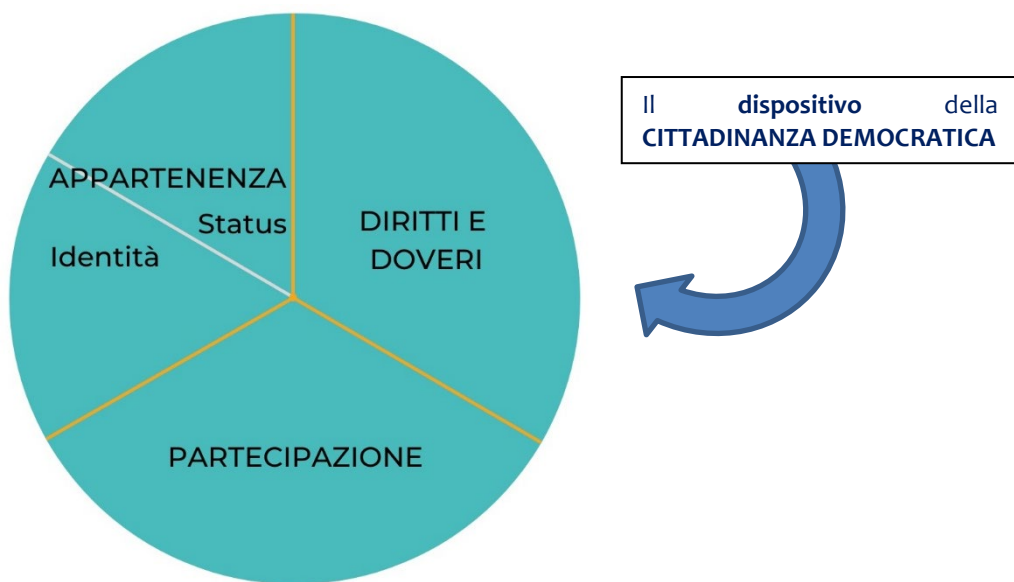 Il dispositivo della
CITTADINANZA DEMOCRATICA
APPARTENENZA
Status
Identità
DIRITTI E
DOVERI
PARTECIPAZIONE